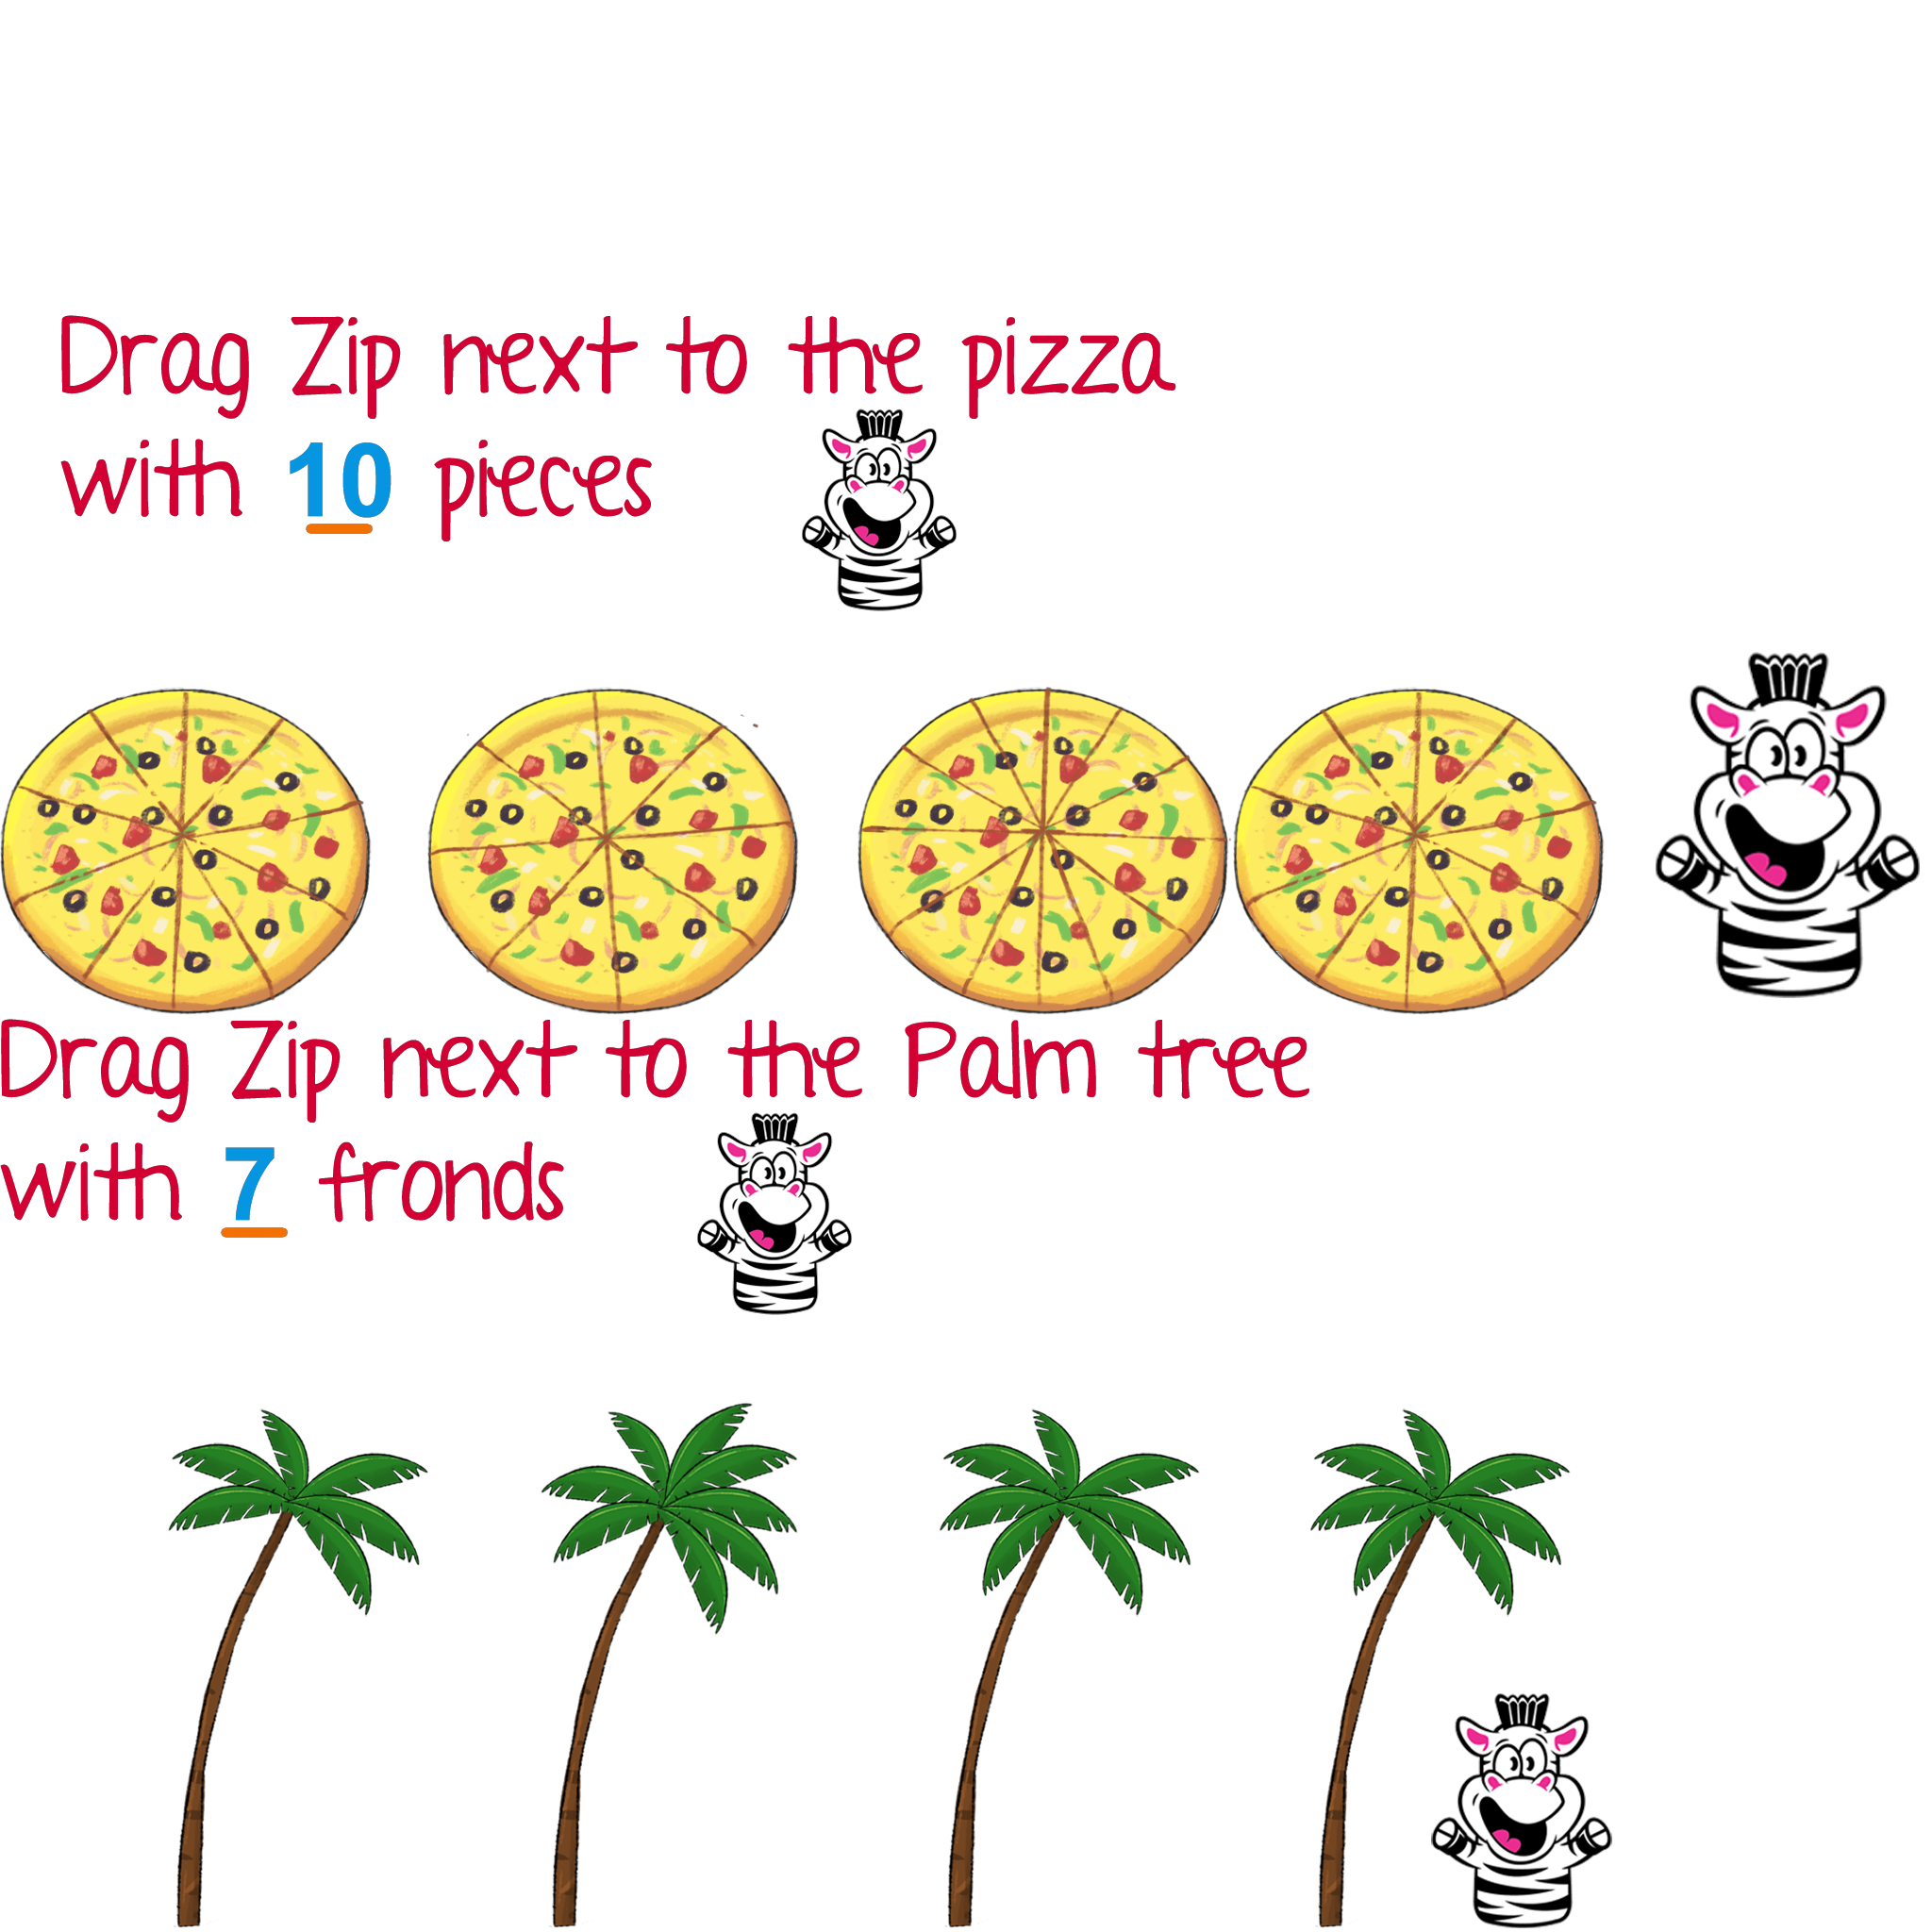 Drag Zip next to the pizza
with 10 pieces
Drag Zip next to the Palm tree
with 7 fronds